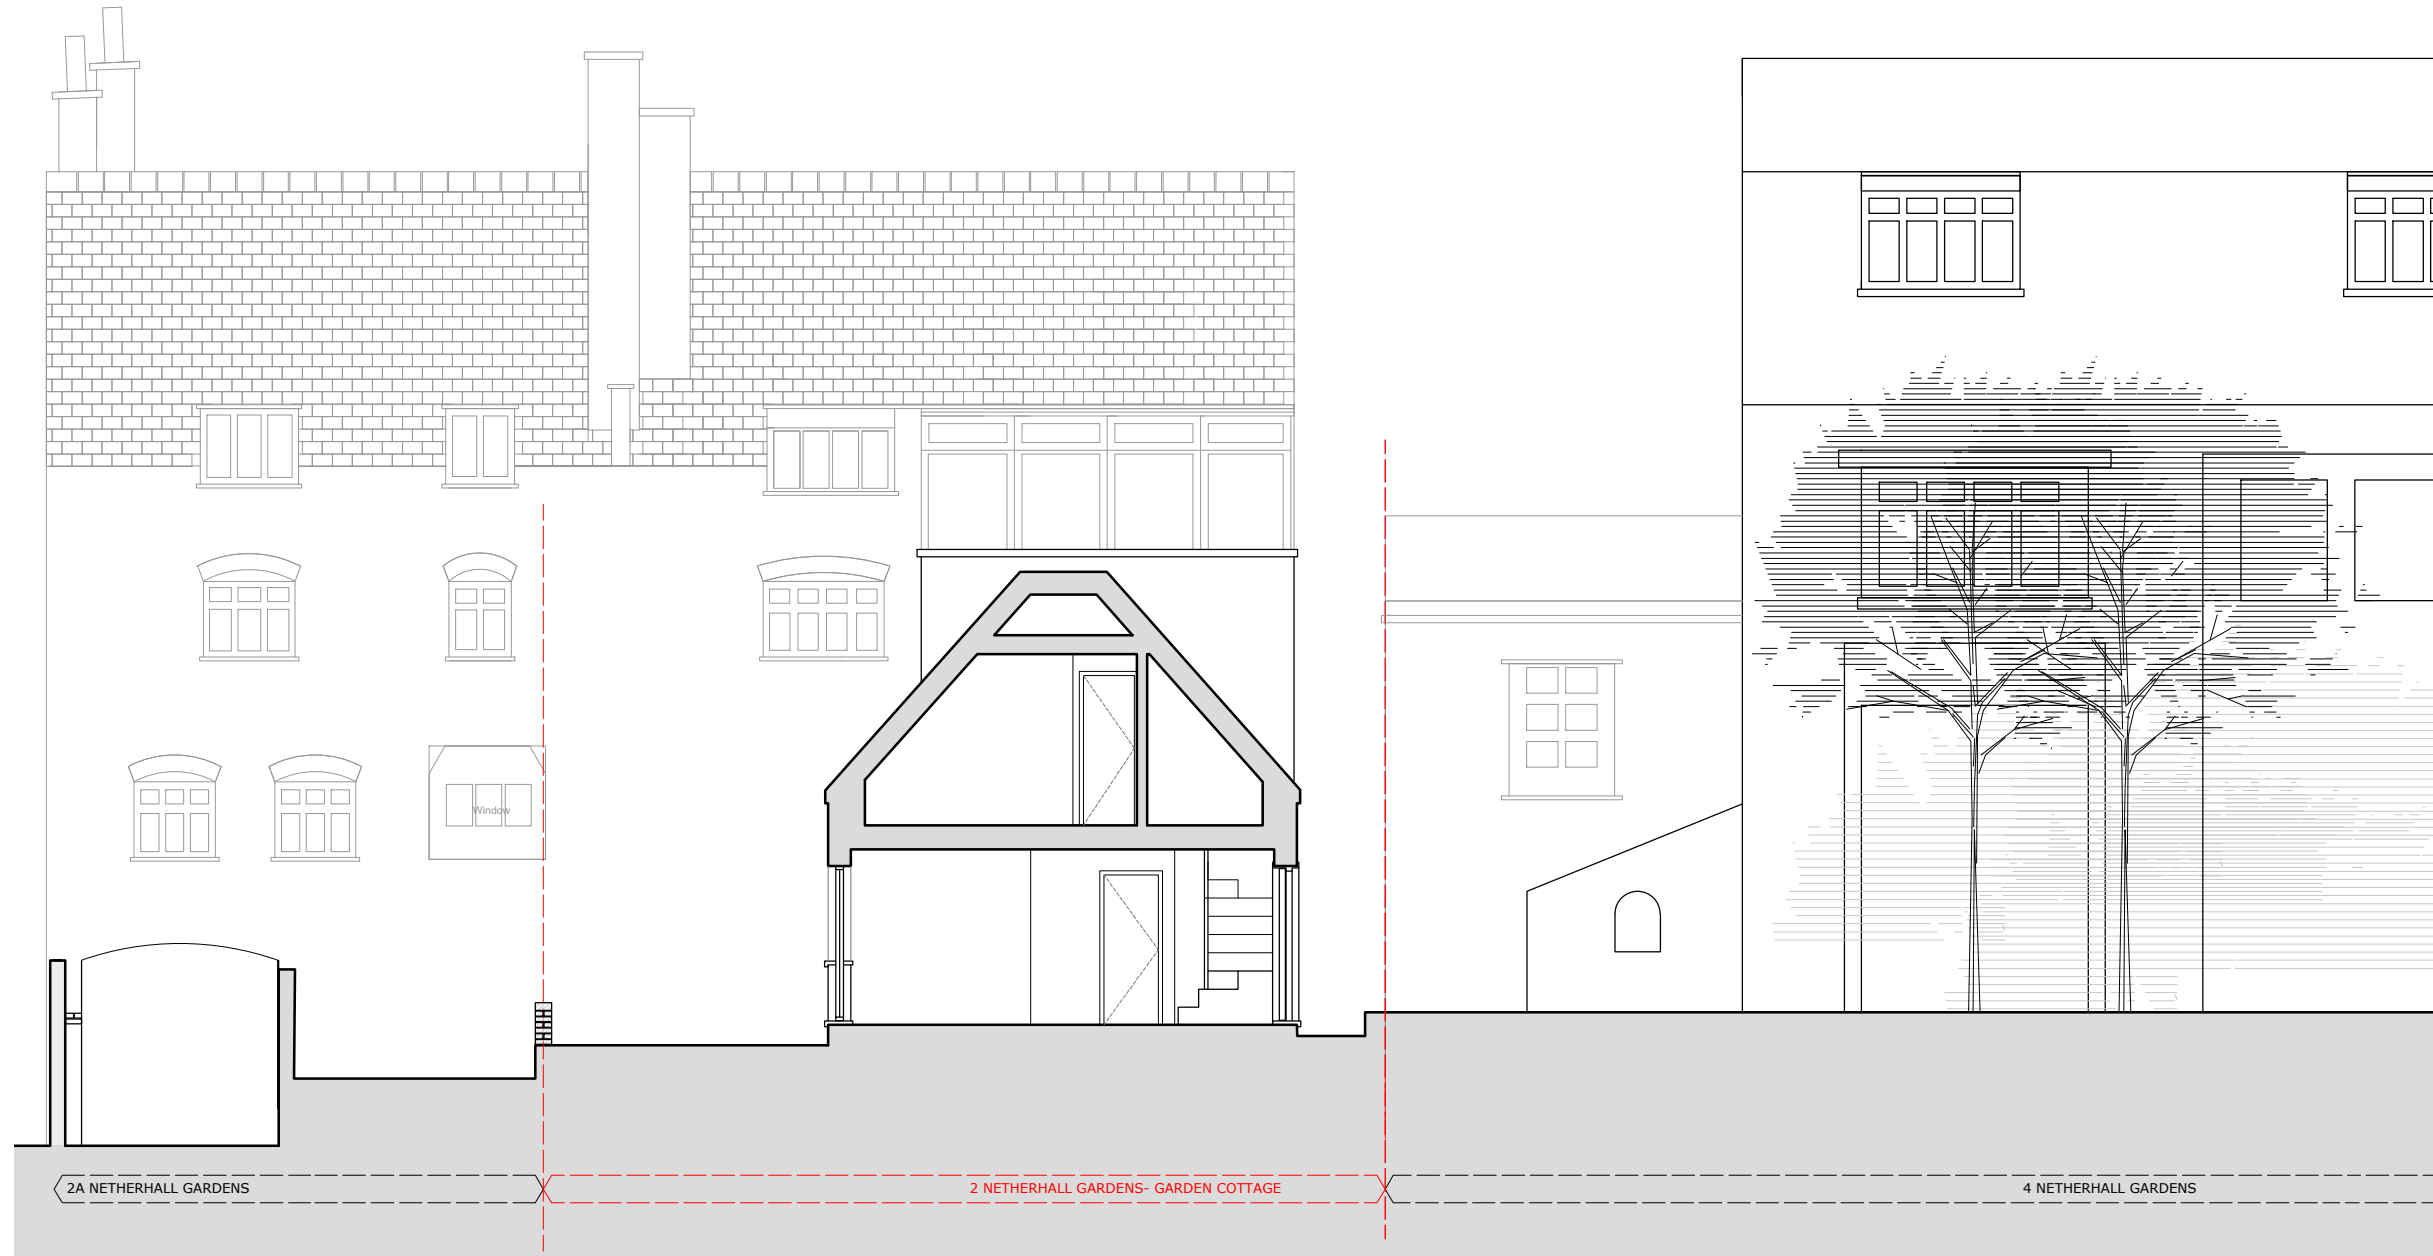 Window
2A NETHERHALL GARDENS
2 NETHERHALL GARDENS- GARDEN COTTAGE
4 NETHERHALL GARDENS